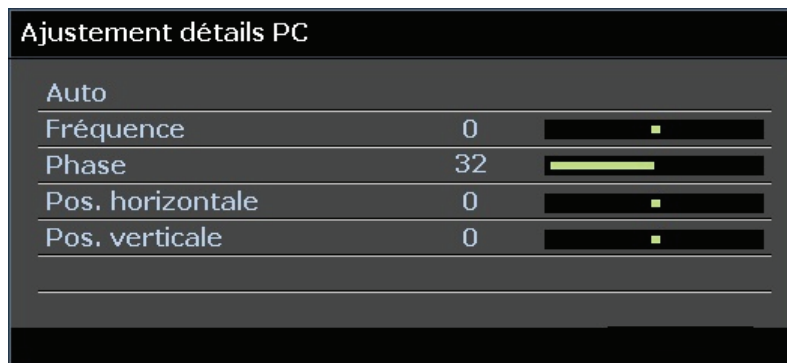 Ajustement détails PC
Auto
Fréquence 0
Phase 32
Pos. horizontale 0
Pos. verticale 0